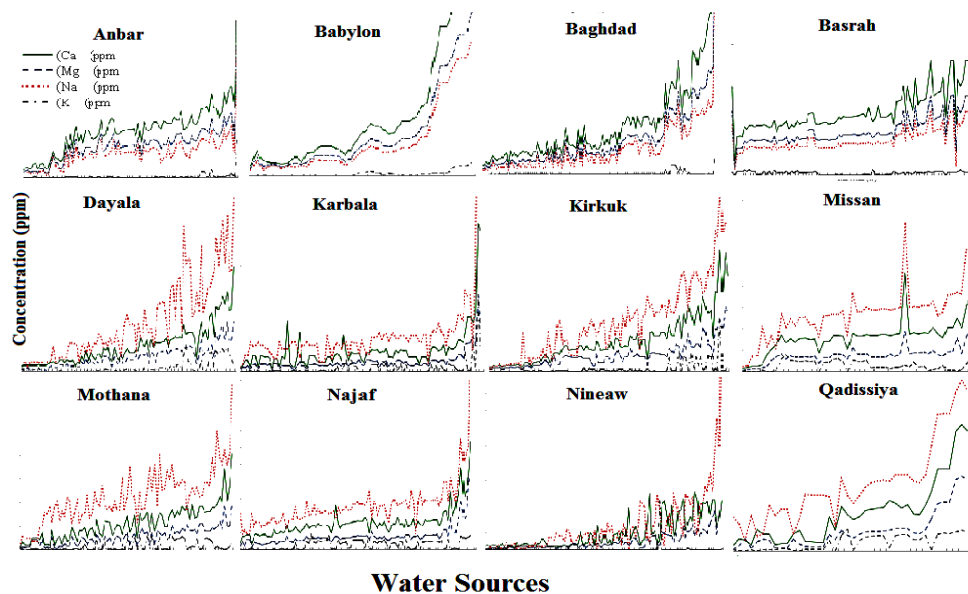 Anbar
Babylon
Baghdad
Basrah
(Ca (ppm
(Mg (ppm
(Na (ppm
(K (ppm
Dayala
Karbala
Kirkuk
Missan
Concentration (ppm)
Mothana
Najaf
Nineaw
Qadissiya
Water Sources